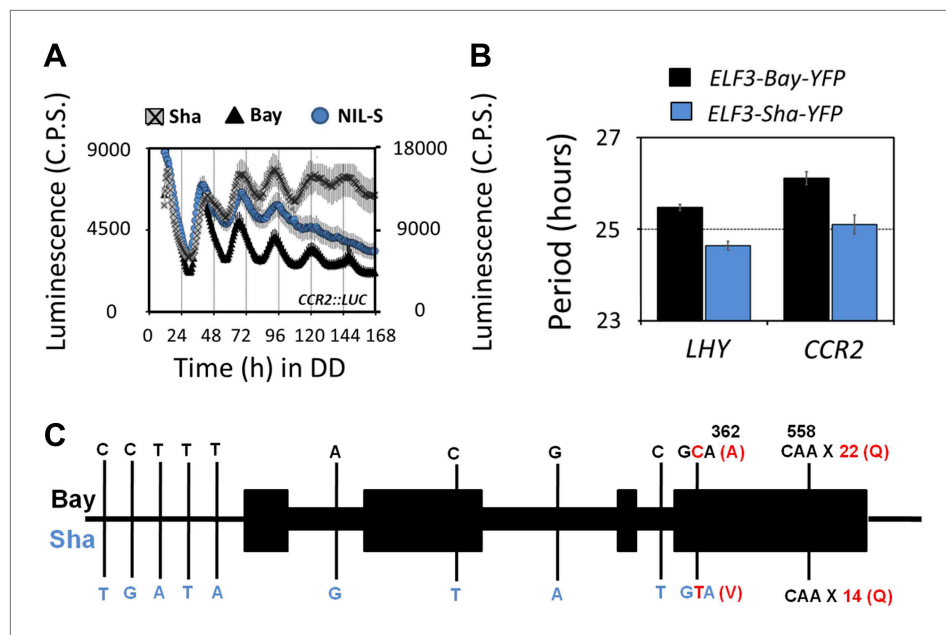 A
Luminescence (C.P.S.)
Sha Bay NIL-S
9000
4500
0
18000
9000
0
CCR2::LUC
0 24 48 72 96 120 144 168
Time (h) in DD
Luminescence (C.P.S.)
B
ELF3-Bay-YFP
ELF3-Sha-YFP
Period (hours)
27
25
23
LHY CCR2
C
362 558
C C T T T A C G C GCA (A) CAA X 22 (Q)
Bay
Sha
T G A T A G T A T GTA (V) CAA X 14 (Q)